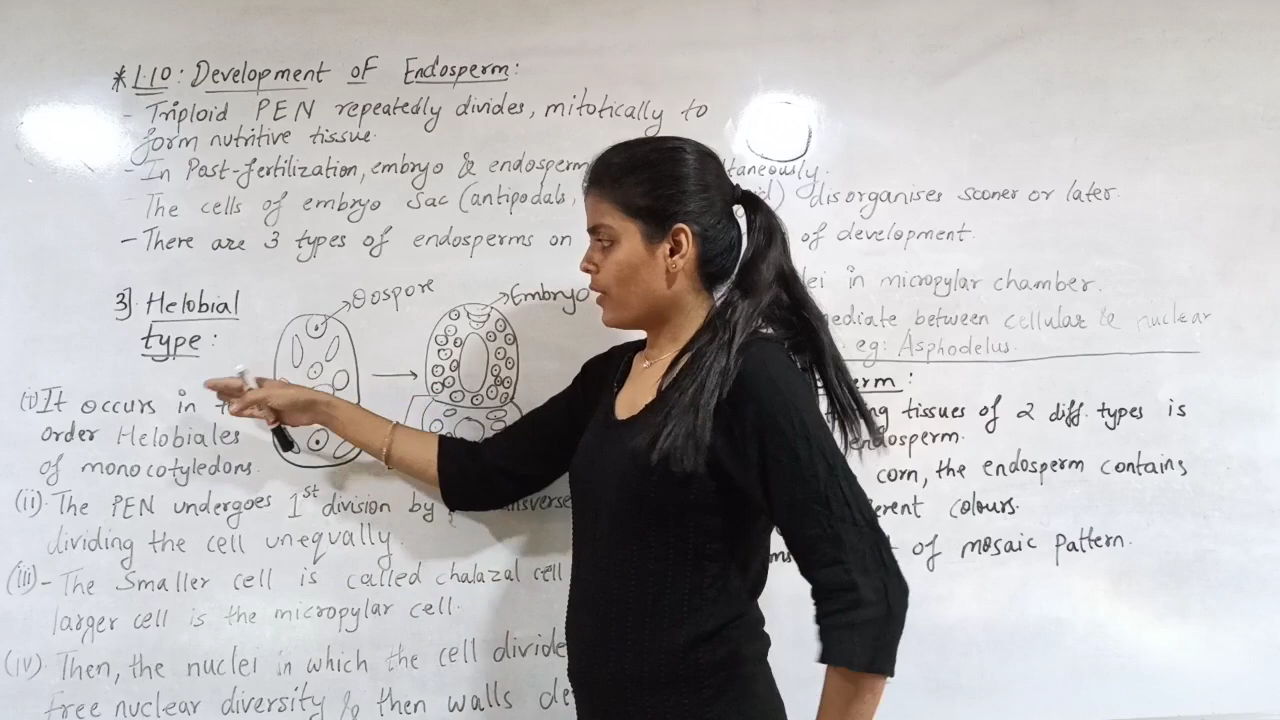 * 1.10 : Development of Endosperm :
- Triploid PEN repeatedly divides, mitotically to
form nutritive tissue.
- In Post-fertilization, embryo & endosperm taneously.
The cells of embryo Sac (antipodals, disorganises sooner or later.
- There are 3 types of endosperms on of development.
3] Helobial
type :
Oospore
Embryo
(i) It occurs in
order Helobiales
of monocotyledons.
(ii) The PEN undergoes 1st division by
dividing the cell unequally.
(iii) - The Smaller cell is called chalazal cell
larger cell is the micropylar cell.
(iv) Then, the nuclei in which the cell divide
free nuclear diversity & then walls de
lei in micropylar chamber.
mediate between cellular & nuclear
eg: Asphodelus.
erm :
ing tissues of 2 diff. types is
endosperm.
corn, the endosperm contains
erent colours.
of mosaic pattern.